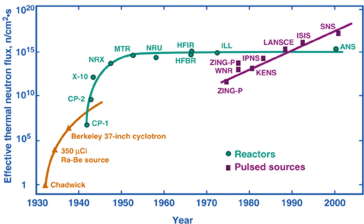 Effective thermal neutron flux, n/cm²-s
10²⁰
10¹⁵
10¹⁰
10⁵
1
SNS
ISIS
LANSCE
ANS
HFIR
ILL
MTR
NRU
HFBR
IPNS
ZING-P
WNR
KENS
ZING-P
NRX
X-10
CP-2
CP-1
Berkeley 37-inch cyclotron
350 µCi
Ra-Be source
Chadwick
Reactors
Pulsed sources
1930
1940
1950
1960
1970
1980
1990
2000
2010
Year